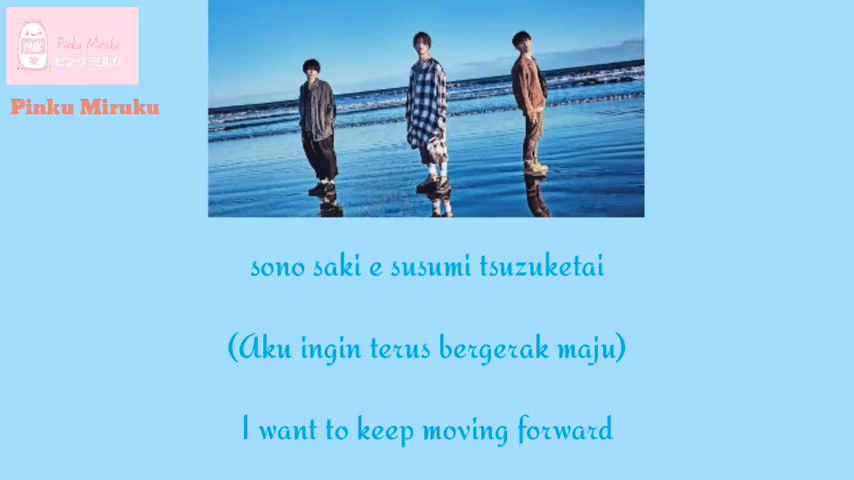 MILK
Pinku Miruku
ピンク ミルク
Pinku Miruku
sono saki e susumi tsuzuketai
(Aku ingin terus bergerak maju)
I want to keep moving forward